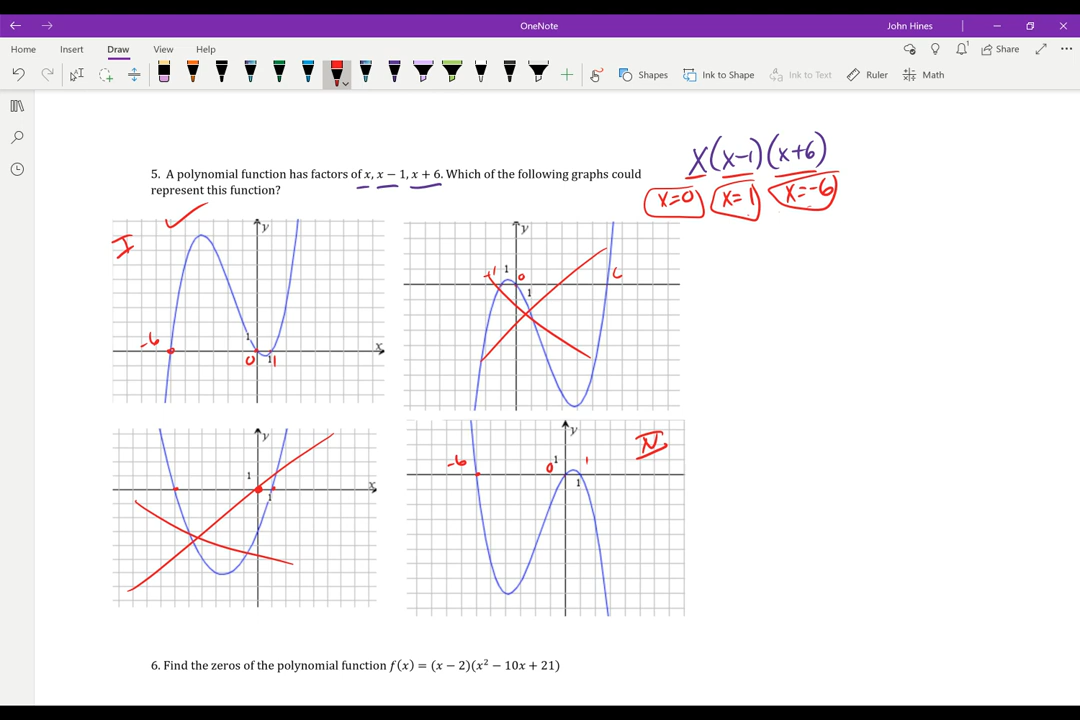 OneNote
John Hines
Home Insert Draw View Help
Share
Shapes Ink to Shape Ink to Text Ruler Math
x(x-1)(x+6)
x=0 x=1 x=-6
5. A polynomial function has factors of x, x − 1, x + 6. Which of the following graphs could
represent this function?
I
y
1
-6
0 1
1
x
y
+1 1 0
1
6
y
1
1
x
y
N
-6
0 1 1
1
6. Find the zeros of the polynomial function f(x) = (x − 2)(x² − 10x + 21)